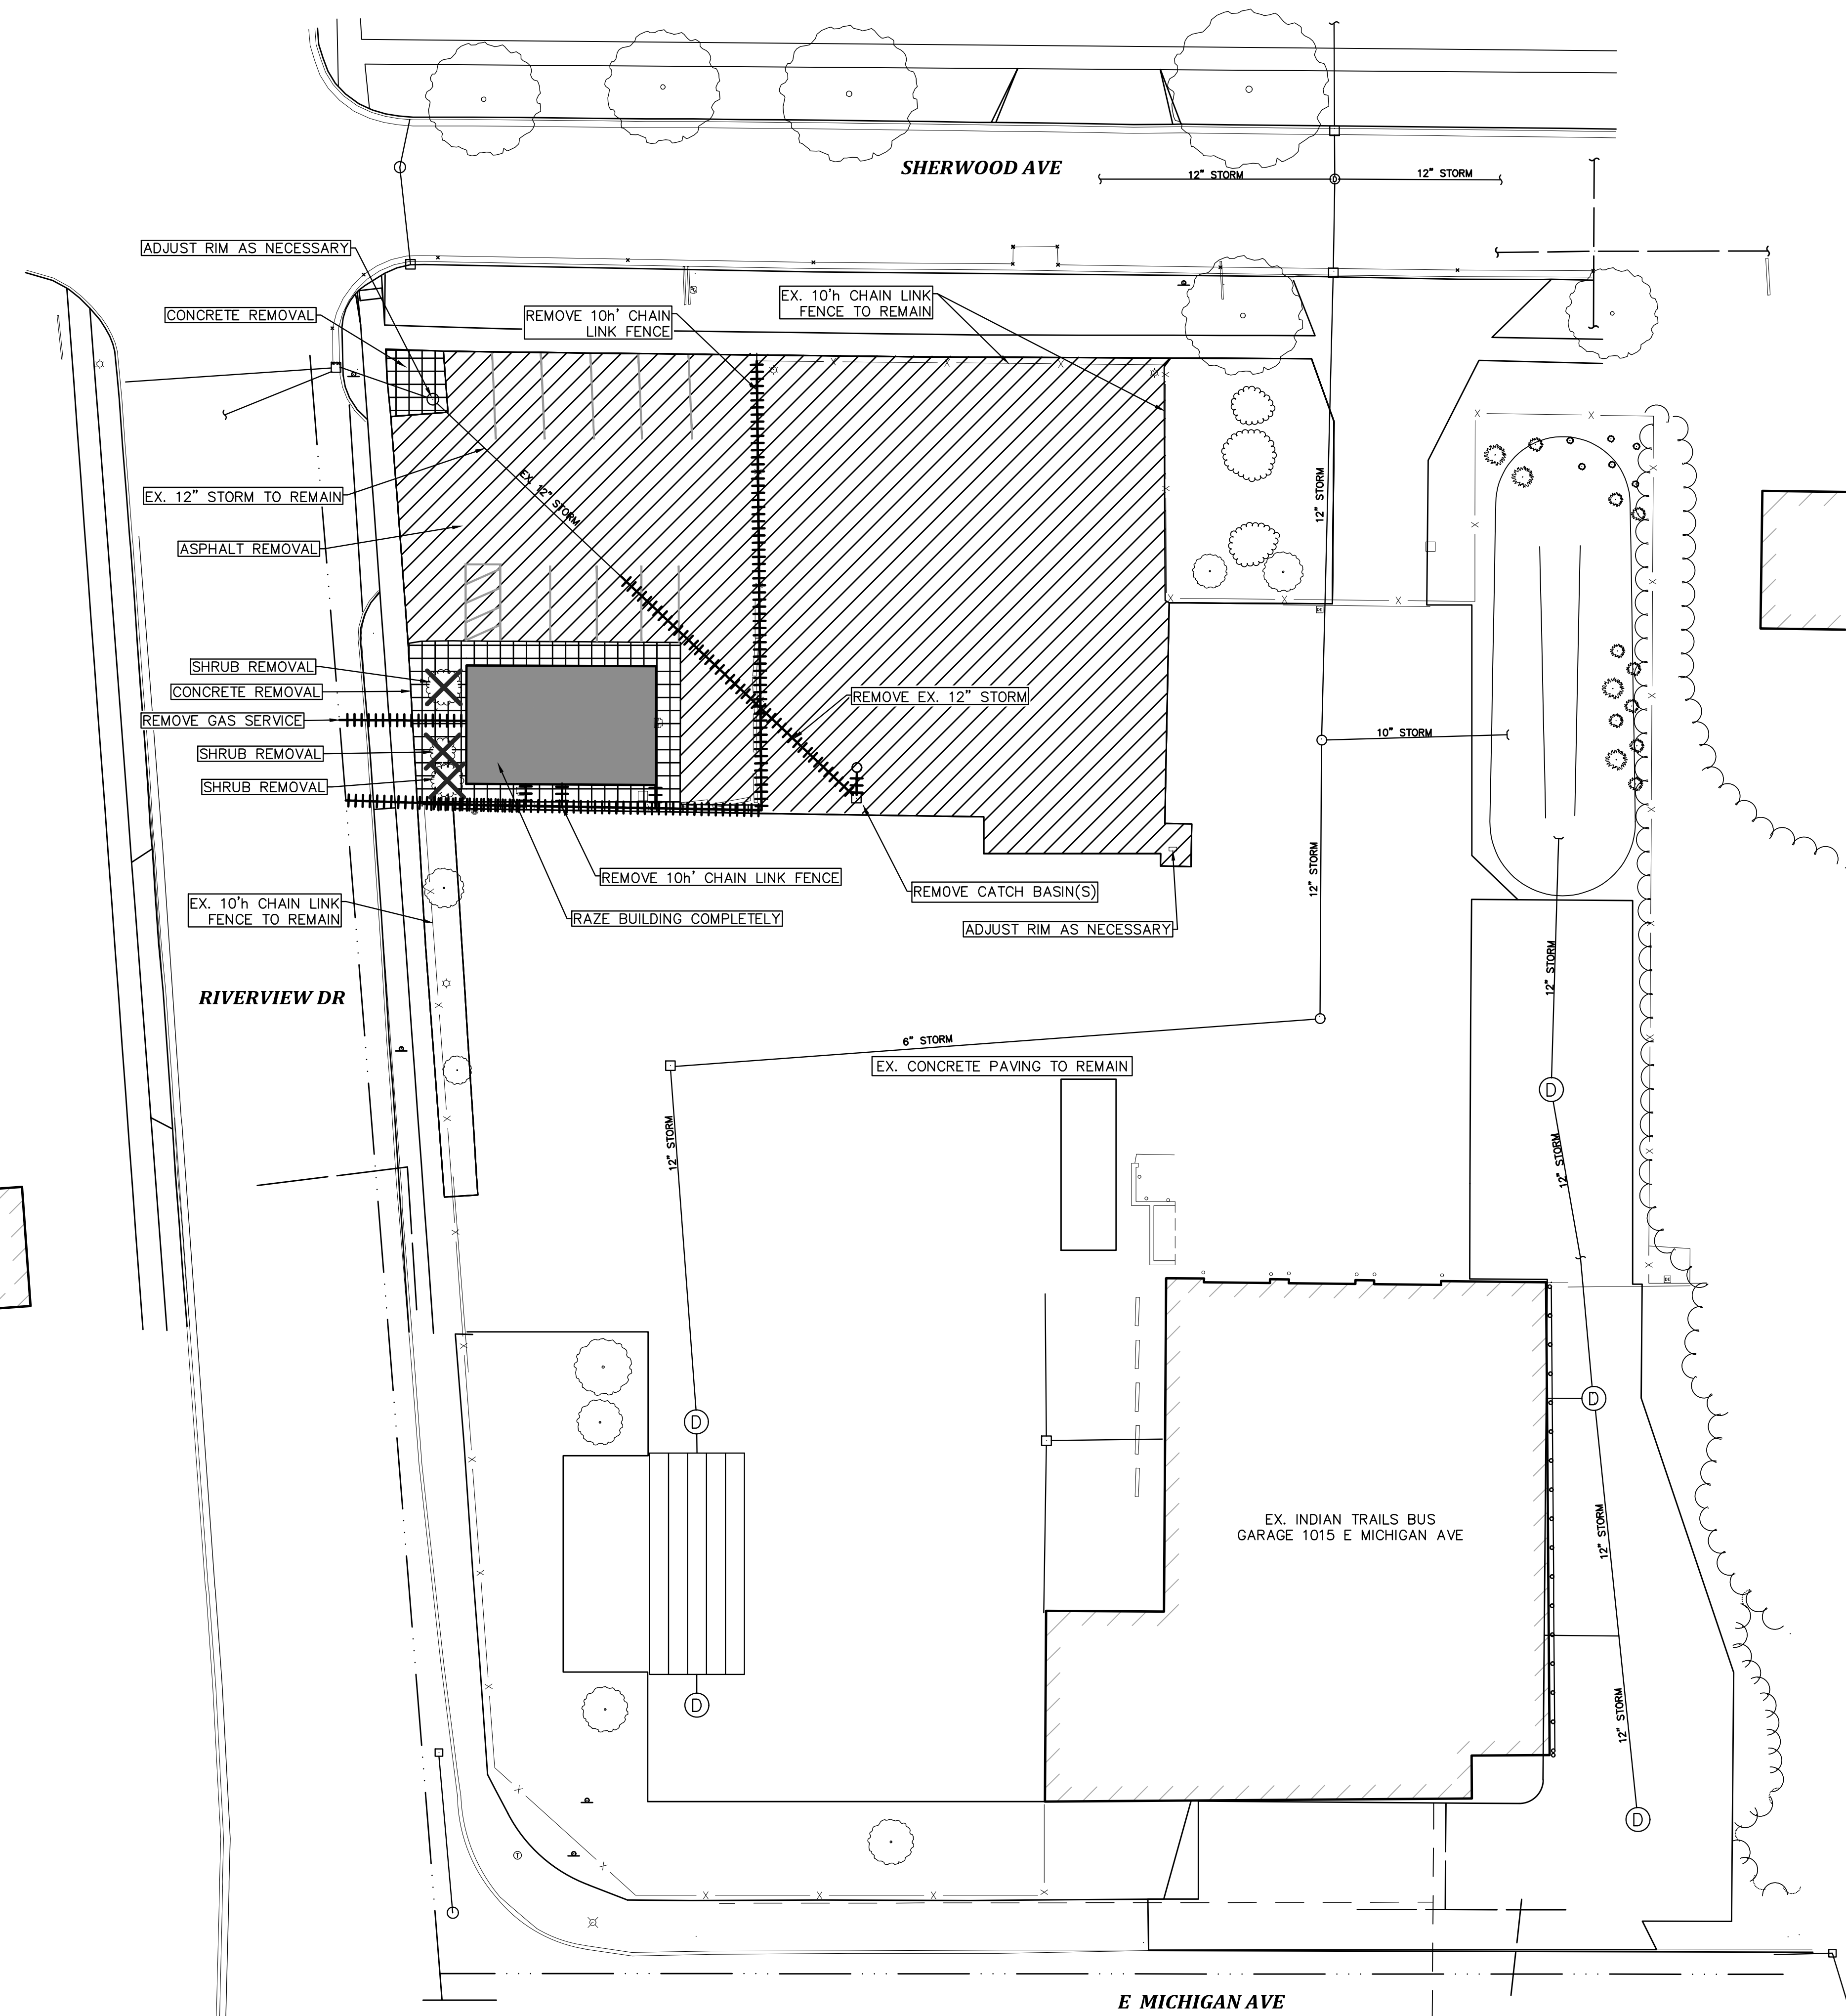 SHERWOOD AVE
12" STORM
12" STORM
ADJUST RIM AS NECESSARY
CONCRETE REMOVAL
REMOVE 10h' CHAIN
LINK FENCE
EX. 10'h CHAIN LINK
FENCE TO REMAIN
EX. 12" STORM TO REMAIN
EX. 12" STORM
12" STORM
ASPHALT REMOVAL
SHRUB REMOVAL
CONCRETE REMOVAL
REMOVE GAS SERVICE
SHRUB REMOVAL
SHRUB REMOVAL
REMOVE EX. 12" STORM
10" STORM
EX. 10'h CHAIN LINK
FENCE TO REMAIN
REMOVE 10h' CHAIN LINK FENCE
RAZE BUILDING COMPLETELY
REMOVE CATCH BASIN(S)
ADJUST RIM AS NECESSARY
12" STORM
12" STORM
RIVERVIEW DR
6" STORM
EX. CONCRETE PAVING TO REMAIN
D
12" STORM
12" STORM
D
D
EX. INDIAN TRAILS BUS
GARAGE 1015 E MICHIGAN AVE
12" STORM
D
12" STORM
D
T
E MICHIGAN AVE